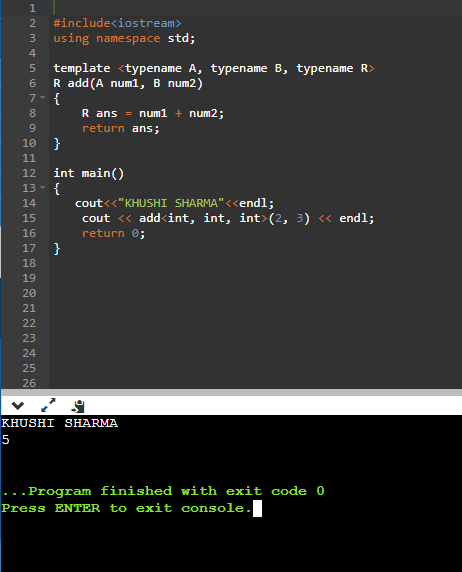 1
2 #include<iostream>
3 using namespace std;
4
5 template <typename A, typename B, typename R>
6 R add(A num1, B num2)
7 {
8     R ans = num1 + num2;
9     return ans;
10 }
11
12 int main()
13 {
14    cout<<"KHUSHI SHARMA"<<endl;
15     cout << add<int, int, int>(2, 3) << endl;
16     return 0;
17 }
18
19
20
21
22
23
24
25
26
KHUSHI SHARMA
5
...Program finished with exit code 0
Press ENTER to exit console.